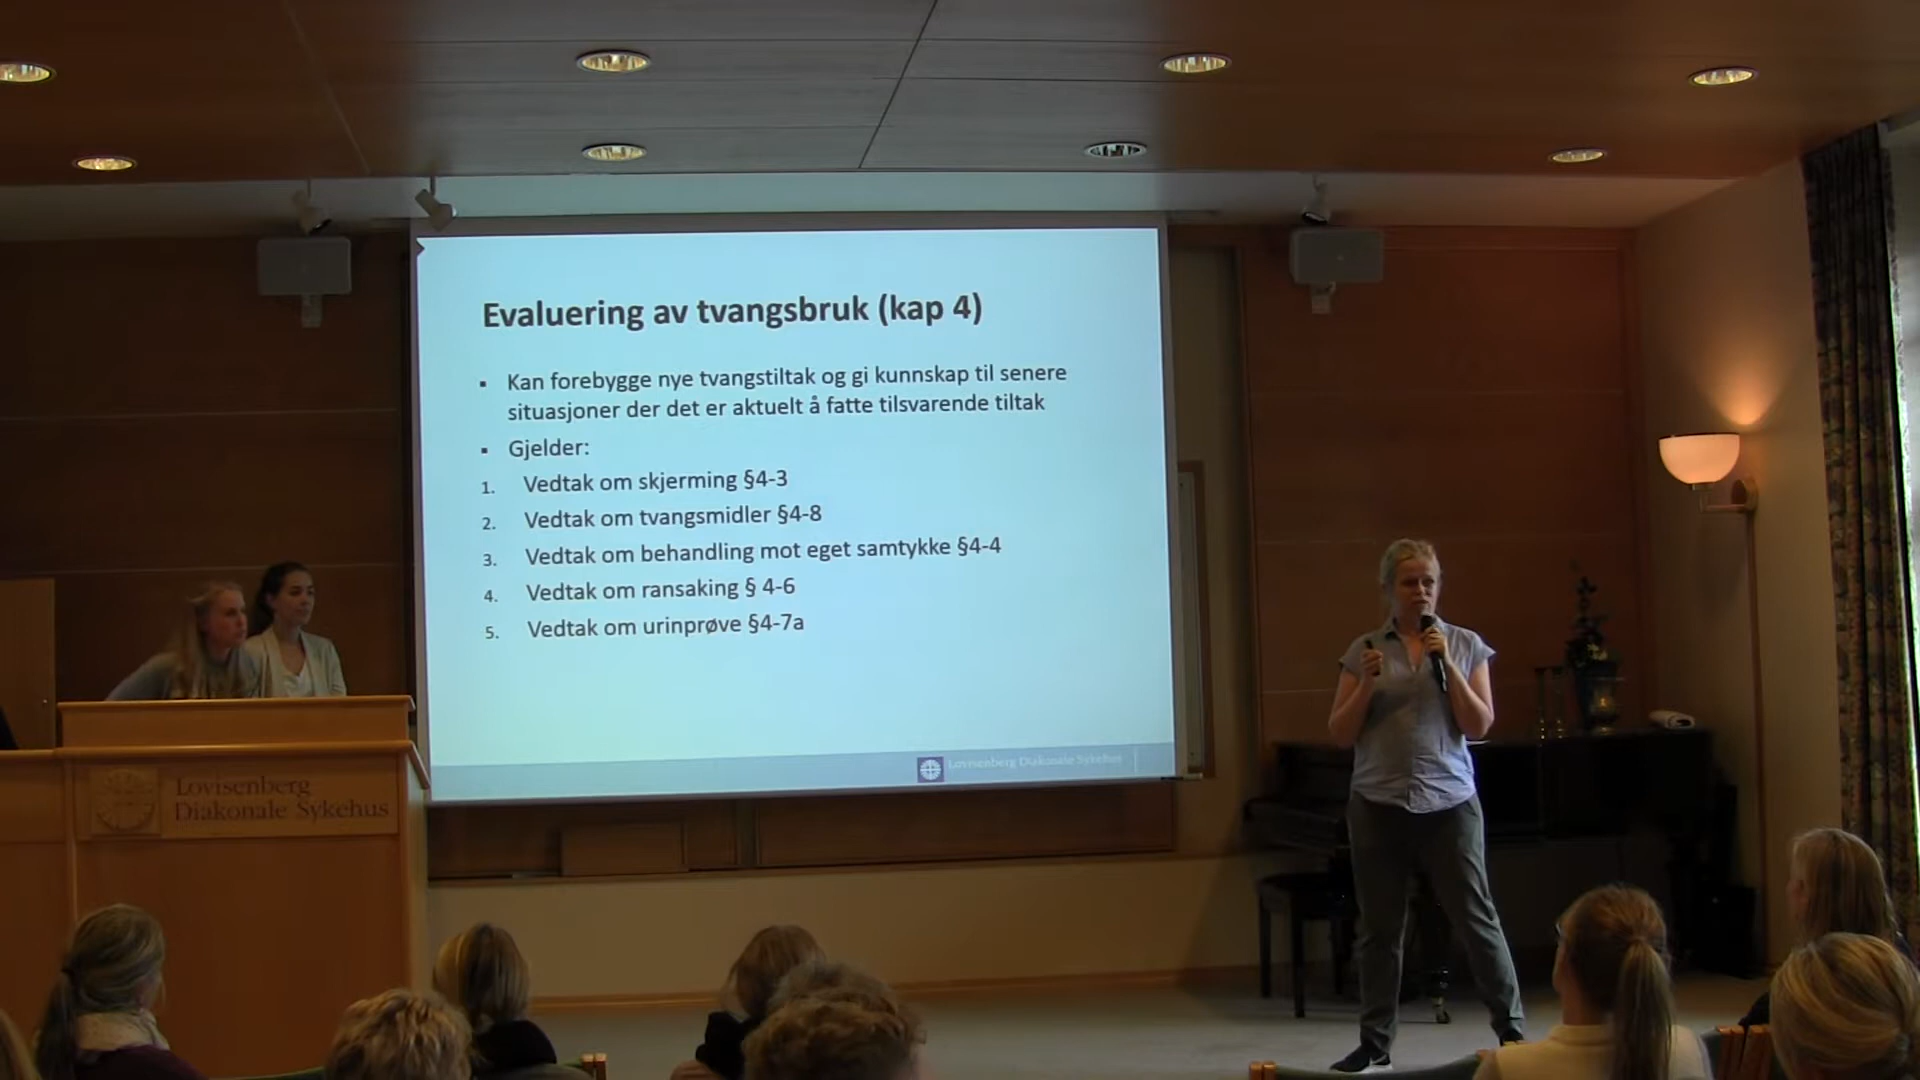 Evaluering av tvangsbruk (kap 4)
▪ Kan forebygge nye tvangstiltak og gi kunnskap til senere
situasjoner der det er aktuelt å fatte tilsvarende tiltak
▪ Gjelder:
1. Vedtak om skjerming §4-3
2. Vedtak om tvangsmidler §4-8
3. Vedtak om behandling mot eget samtykke §4-4
4. Vedtak om ransaking § 4-6
5. Vedtak om urinprøve §4-7a
Lovisenberg Diakonale Sykehus
Lovisenberg
Diakonale Sykehus